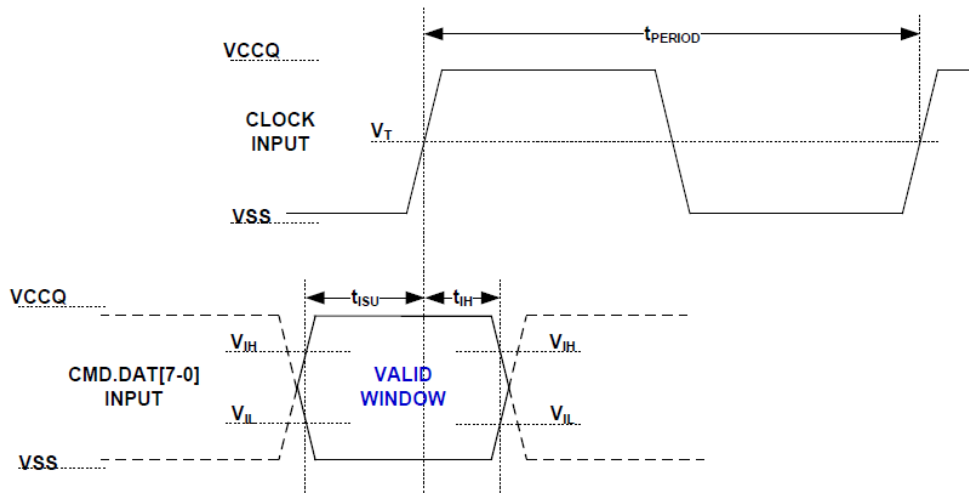 tPERIOD
VCCQ
CLOCK
INPUT
VT
VSS
VCCQ
tISU
tIH
VIH
VIH
CMD.DAT[7-0]
INPUT
VALID
WINDOW
VIL
VIL
VSS